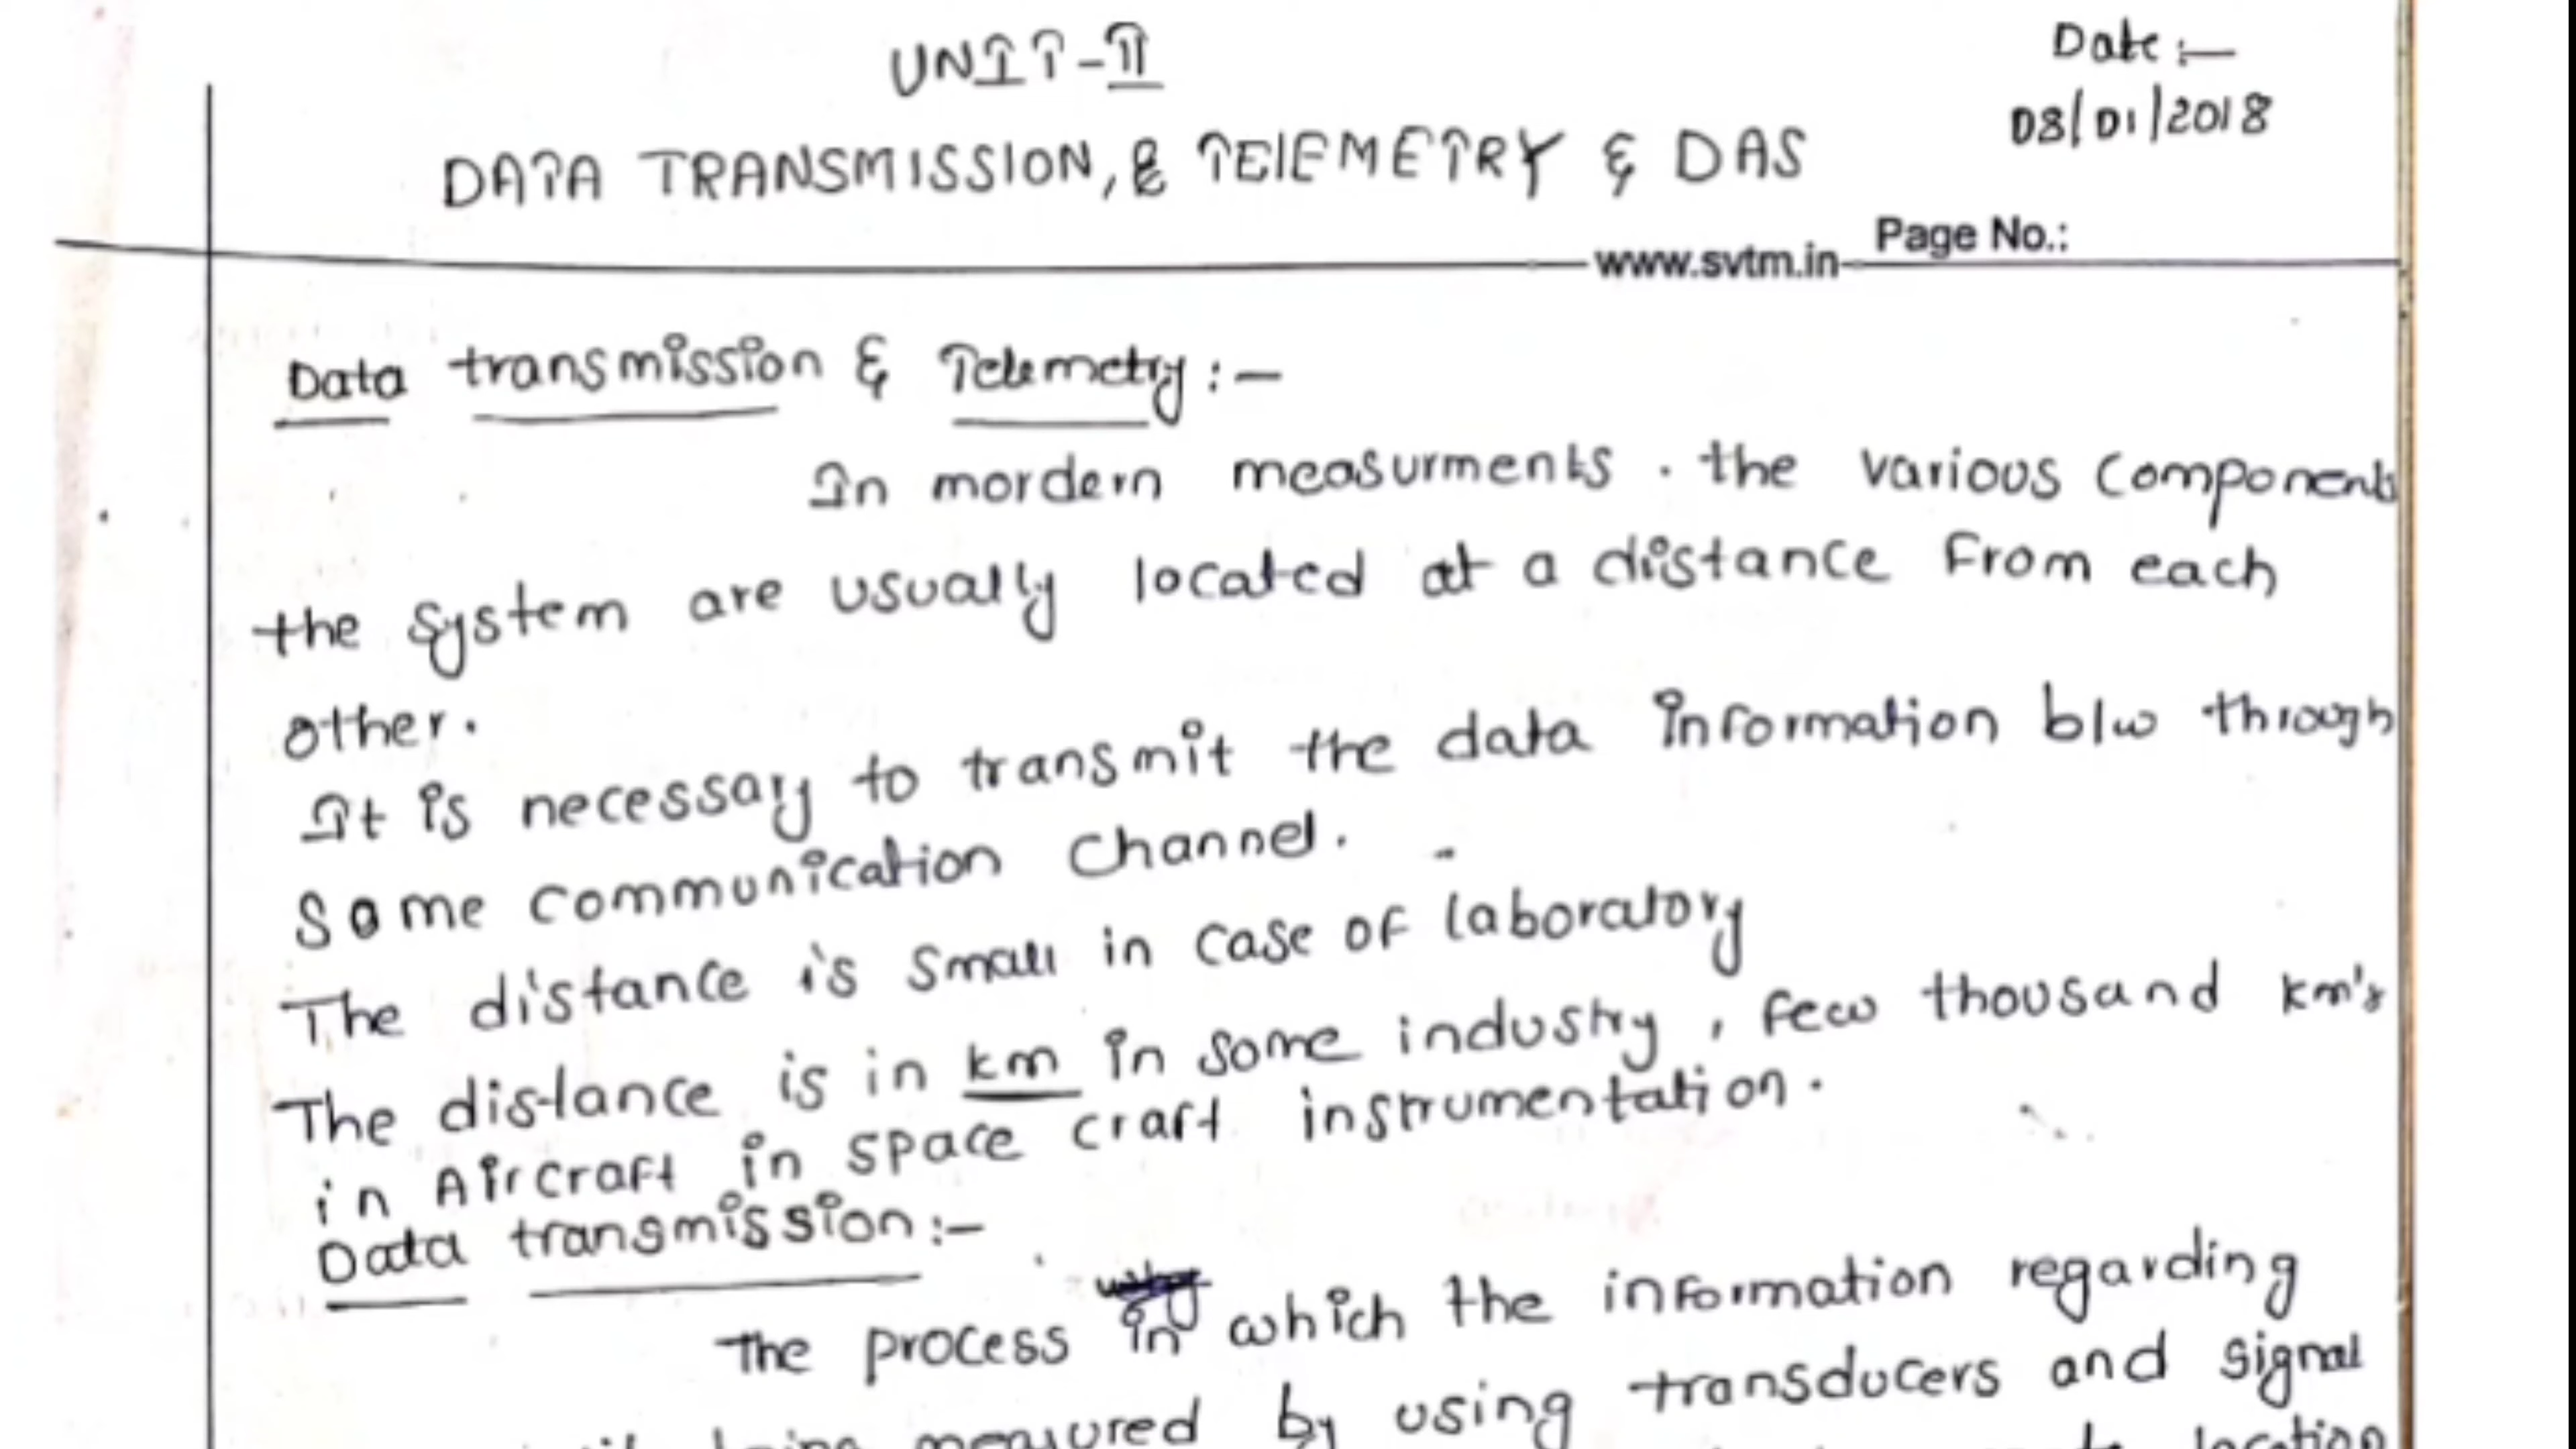 UNIT-II
Date :-
03/01/2018
DATA TRANSMISSION, & TELEMETRY & DAS
Page No.:
www.svtm.in
Data transmission & Telemetry :-
In mordern measurments . the various components
the system are usually located at a distance From each
other.
It is necessary to transmit the data information b/w through
Some communication channel.
The distance is small in case of laboratory
The distance is in km in some industry , few thousand km's
in Aircraft in space craft instrumentation.
Data transmission :-
The process in which the information regarding
being measured by using transducers and signal
location